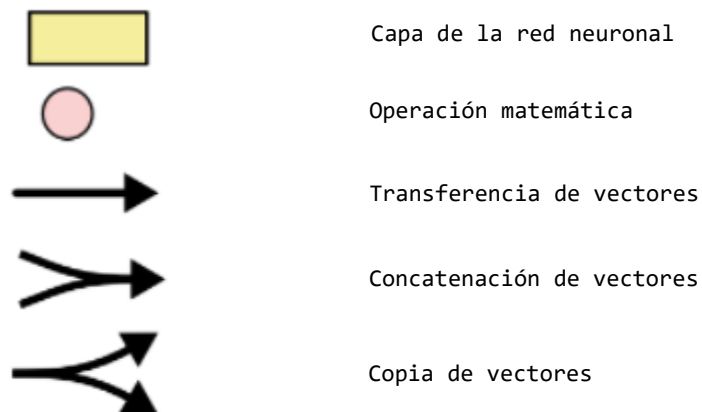 Capa de la red neuronal
Operación matemática
Transferencia de vectores
Concatenación de vectores
Copia de vectores